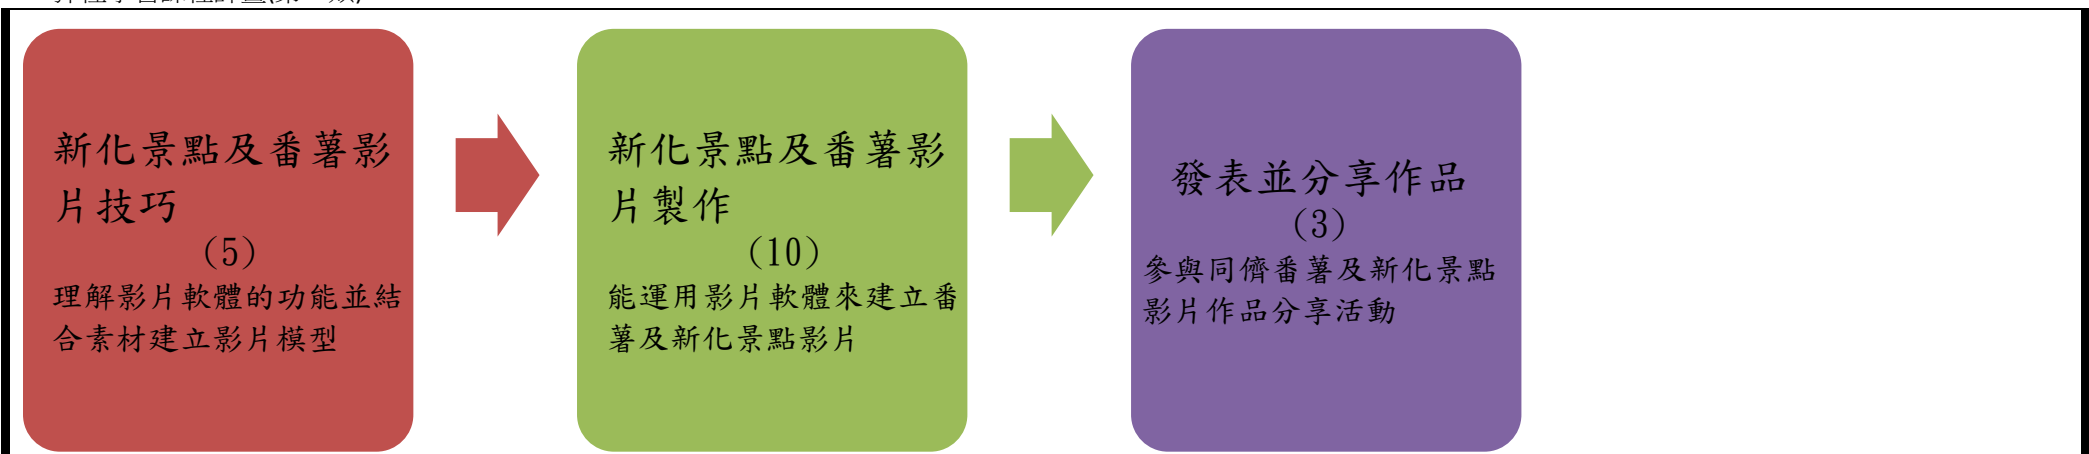 新化景點及番薯影
片技巧
(5)
理解影片軟體的功能並結
合素材建立影片模型
新化景點及番薯影
片製作
(10)
能運用影片軟體來建立番
薯及新化景點影片
發表並分享作品
(3)
參與同儕番薯及新化景點
影片作品分享活動